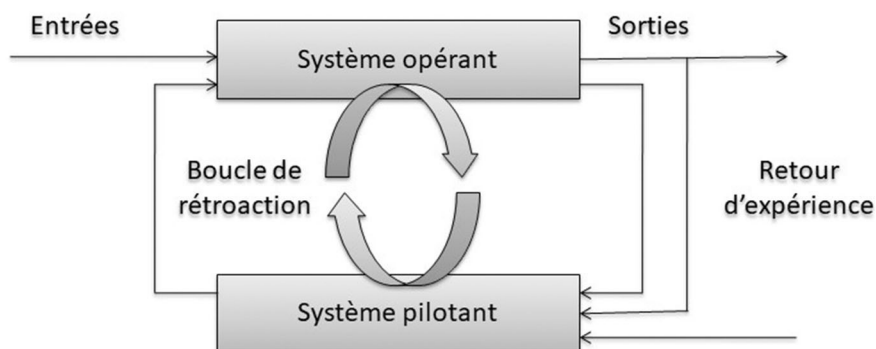 Entrées
Sorties
Système opérant
Boucle de
rétroaction
Retour
d’expérience
Système pilotant